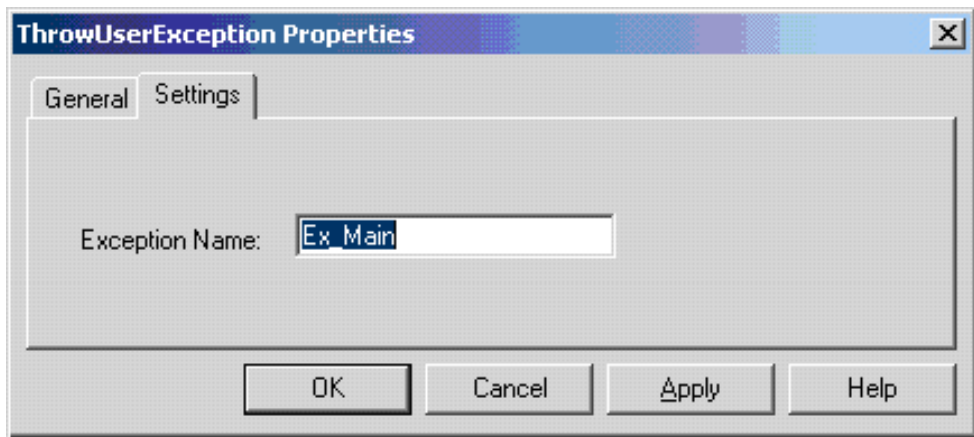 ThrowUserException Properties
General Settings
Exception Name: Ex_Main
OK Cancel Apply Help